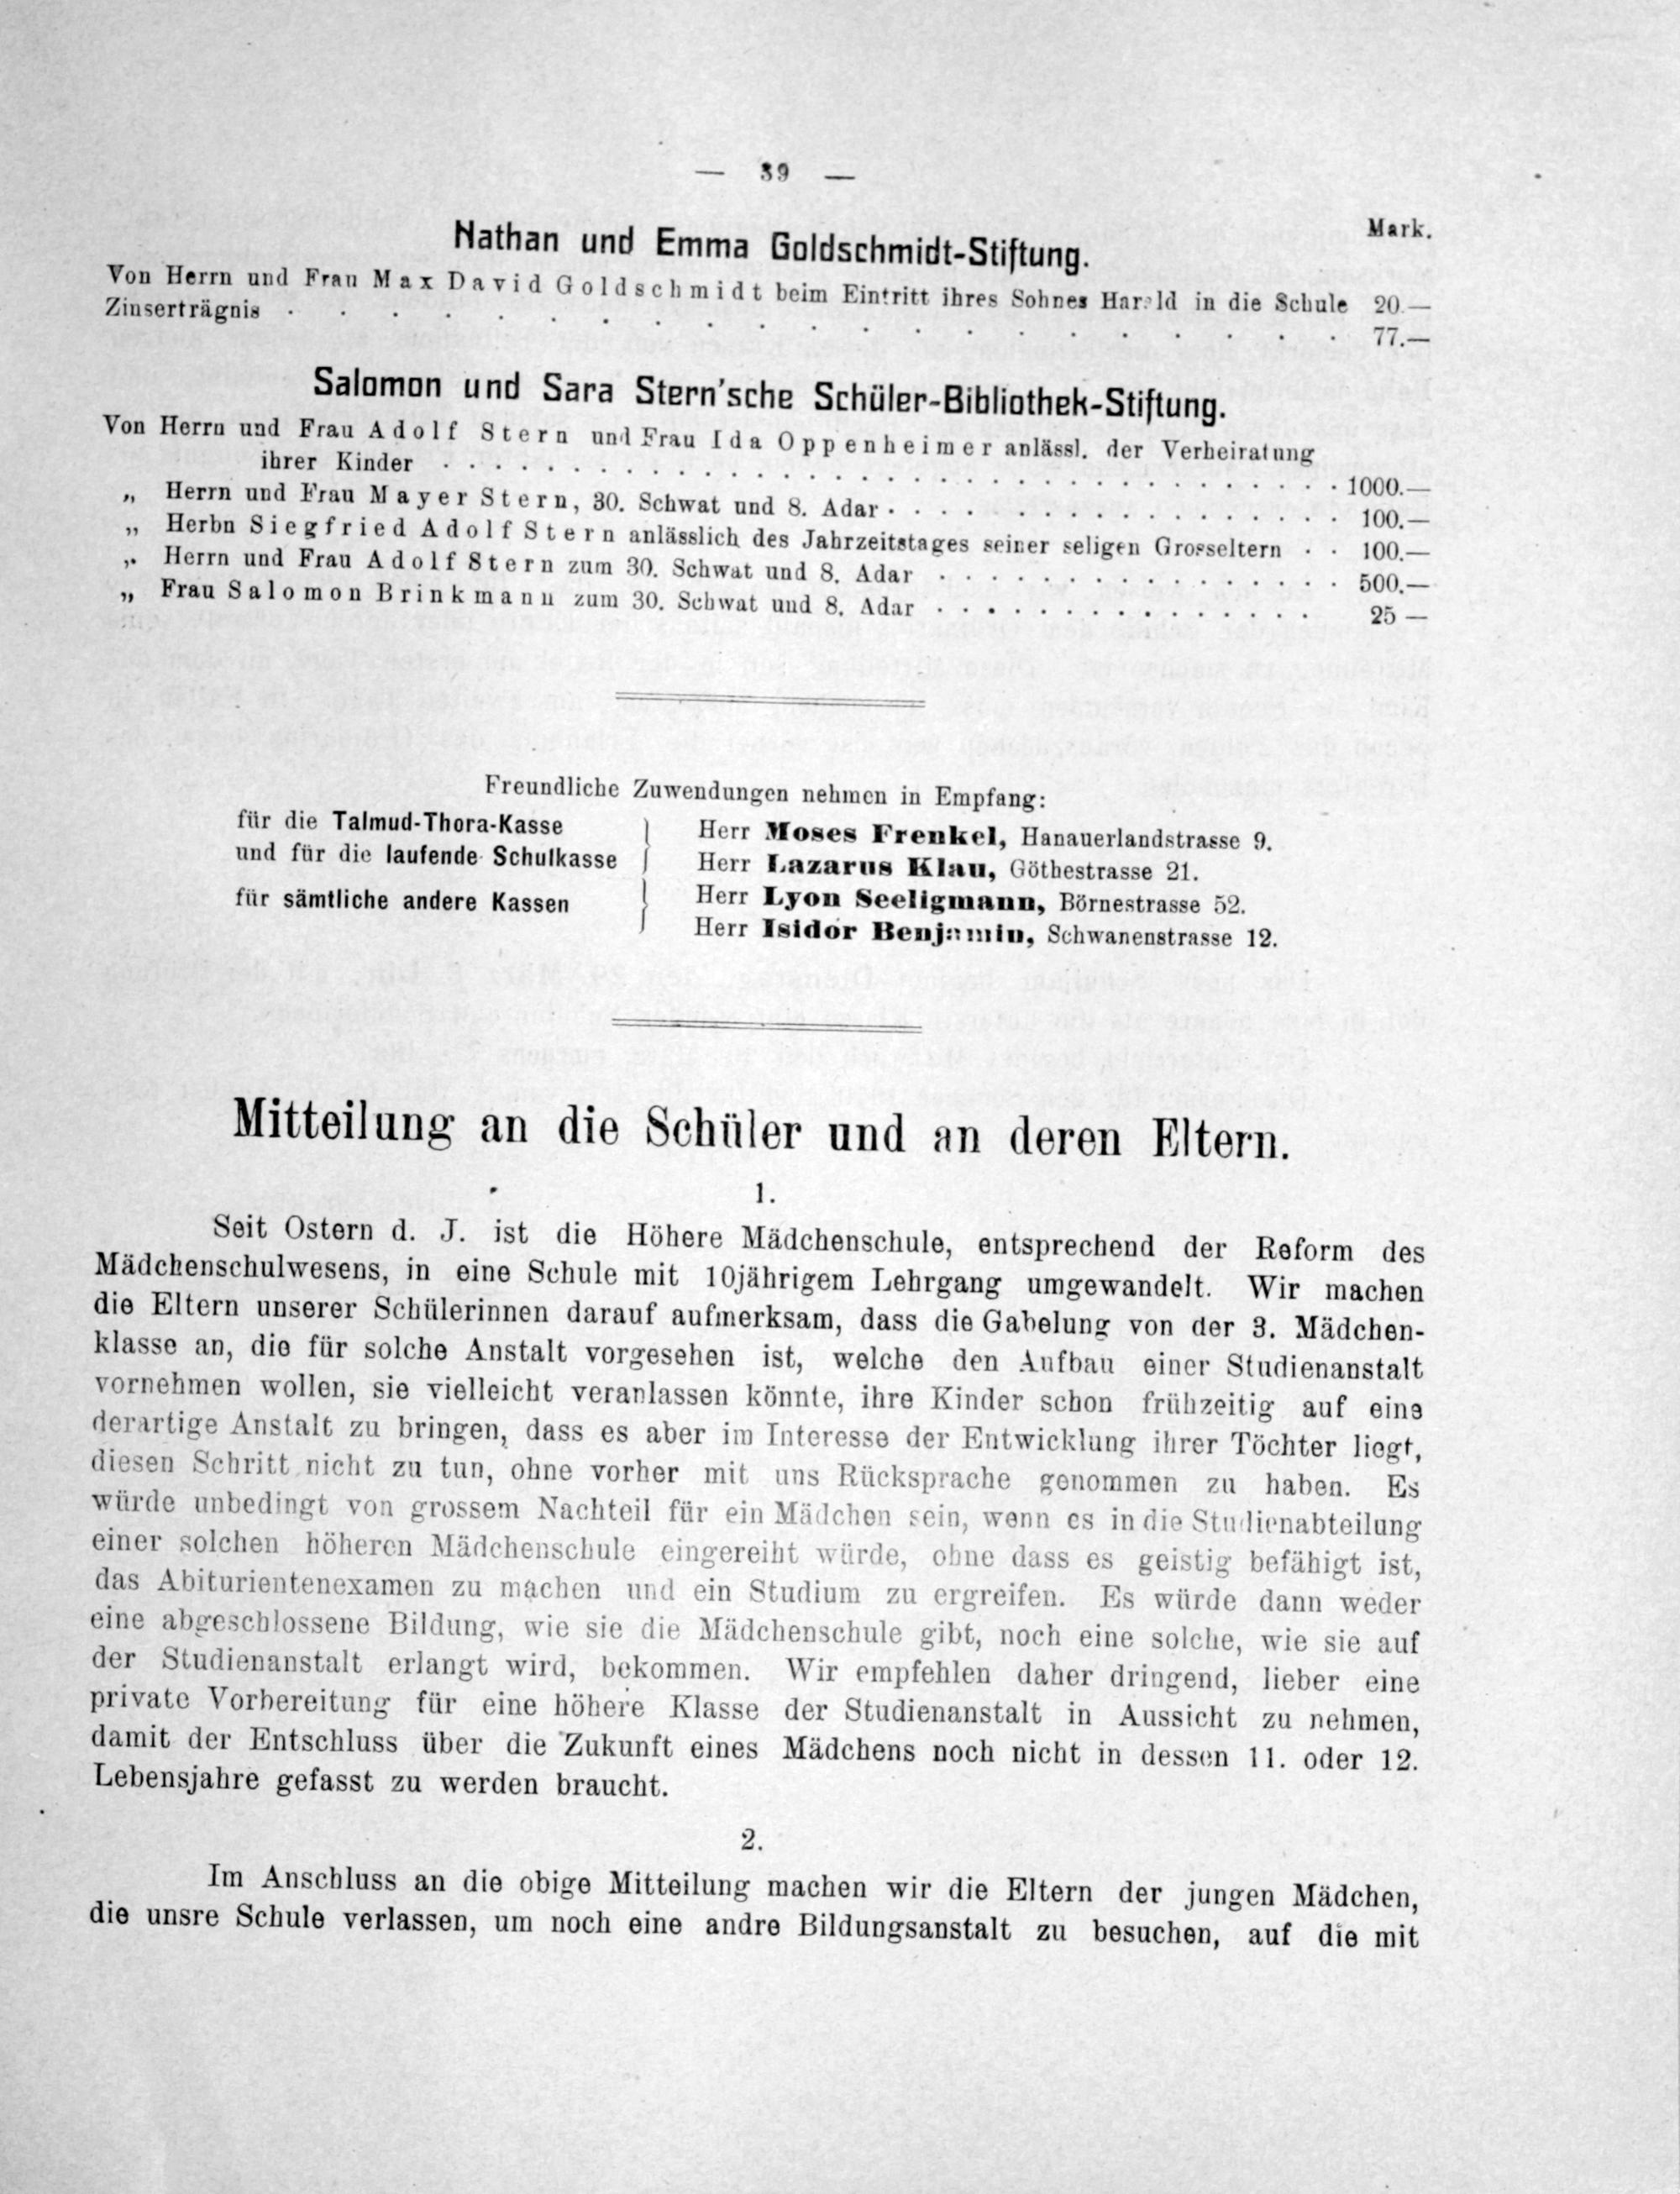 — 39 —
Mark.
Nathan und Emma Goldschmidt-Stiftung.
Von Herrn und Frau Max David Goldschmidt beim Eintritt ihres Sohnes Harald in die Schule 20.—
Zinserträgnis . . . . . . . . . . . . . . . . . . . . . 77.—
Salomon und Sara Stern'sche Schüler-Bibliothek-Stiftung.
Von Herrn und Frau Adolf Stern und Frau Ida Oppenheimer anlässl. der Verheiratung
ihrer Kinder . . . . . . . . . . . . . . . . . . . . . 1000.—
„ Herrn und Frau Mayer Stern, 30. Schwat und 8. Adar . . . . . . . . . . . . 100.—
„ Herbn Siegfried Adolf Stern anlässlich des Jahrzeitstages seiner seligen Grosseltern . . 100.—
„ Herrn und Frau Adolf Stern zum 30. Schwat und 8. Adar . . . . . . . . . . . . 500.—
„ Frau Salomon Brinkmann zum 30. Schwat und 8. Adar . . . . . . . . . . . . 25 —
Freundliche Zuwendungen nehmen in Empfang:
für die Talmud-Thora-Kasse } Herr Moses Frenkel, Hanauerlandstrasse 9.
und für die laufende Schulkasse } Herr Lazarus Klau, Göthestrasse 21.
für sämtliche andere Kassen } Herr Lyon Seeligmann, Börnestrasse 52.
Herr Isidor Benjamin, Schwanenstrasse 12.
Mitteilung an die Schüler und an deren Eltern.
1.
Seit Ostern d. J. ist die Höhere Mädchenschule, entsprechend der Reform des
Mädchenschulwesens, in eine Schule mit 10jährigem Lehrgang umgewandelt. Wir machen
die Eltern unserer Schülerinnen darauf aufmerksam, dass die Gabelung von der 3. Mädchen-
klasse an, die für solche Anstalt vorgesehen ist, welche den Aufbau einer Studienanstalt
vornehmen wollen, sie vielleicht veranlassen könnte, ihre Kinder schon frühzeitig auf eine
derartige Anstalt zu bringen, dass es aber im Interesse der Entwicklung ihrer Töchter liegt,
diesen Schritt nicht zu tun, ohne vorher mit uns Rücksprache genommen zu haben. Es
würde unbedingt von grossem Nachteil für ein Mädchen sein, wenn es in die Studienabteilung
einer solchen höheren Mädchenschule eingereiht würde, ohne dass es geistig befähigt ist,
das Abiturientenexamen zu machen und ein Studium zu ergreifen. Es würde dann weder
eine abgeschlossene Bildung, wie sie die Mädchenschule gibt, noch eine solche, wie sie auf
der Studienanstalt erlangt wird, bekommen. Wir empfehlen daher dringend, lieber eine
private Vorbereitung für eine höhere Klasse der Studienanstalt in Aussicht zu nehmen,
damit der Entschluss über die Zukunft eines Mädchens noch nicht in dessen 11. oder 12.
Lebensjahre gefasst zu werden braucht.
2.
Im Anschluss an die obige Mitteilung machen wir die Eltern der jungen Mädchen,
die unsre Schule verlassen, um noch eine andre Bildungsanstalt zu besuchen, auf die mit